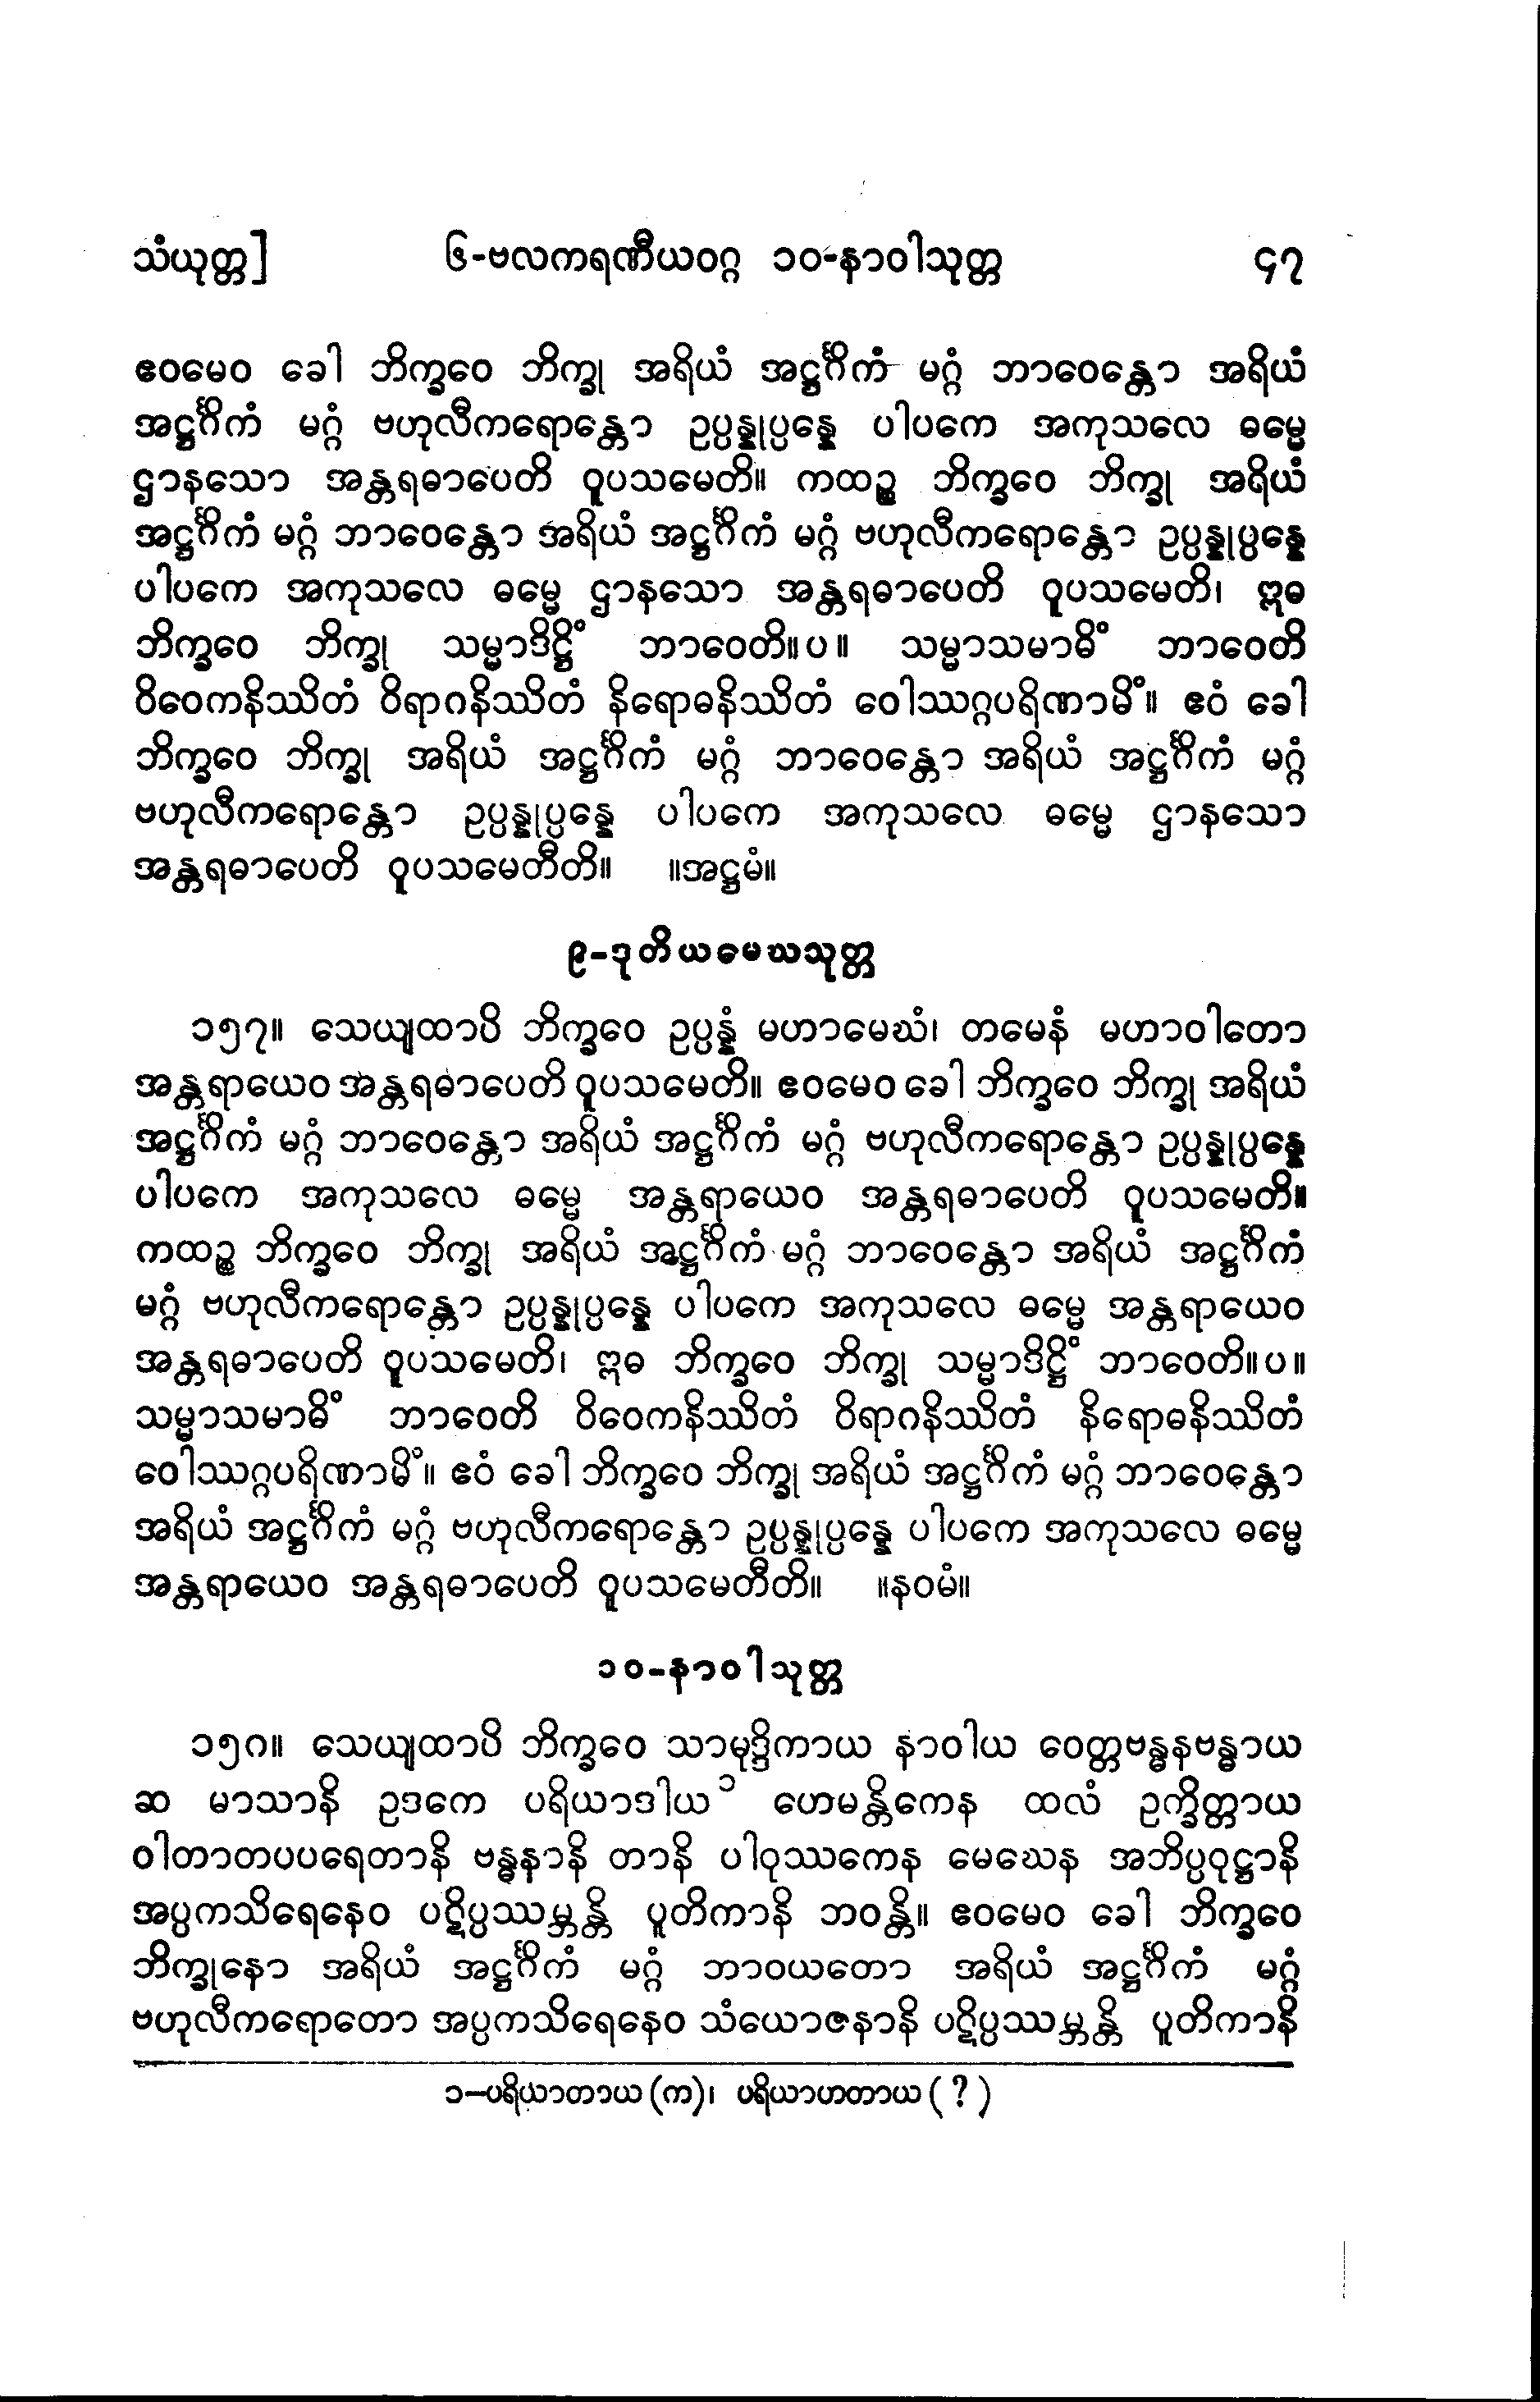 သံယုတ္တ] ၆-ဗလကရဏီယဝဂ္ဂ ၁၀-နာဝါသုတ္တ ၄၇
ဧဝမေဝ ခေါ ဘိက္ခဝေ ဘိက္ခု အရိယံ အဋ္ဌင်္ဂိကံ မဂ္ဂံ ဘာဝေန္တော အရိယံ
အဋ္ဌင်္ဂိကံ မဂ္ဂံ ဗဟုလီကရောန္တော ဥပ္ပန္နုပ္ပန္နေ ပါပကေ အကုသလေ ဓမ္မေ
ဌာနသော အန္တရဓာပေတိ ဝူပသမေတိ။ ကထဉ္စ ဘိက္ခဝေ ဘိက္ခု အရိယံ
အဋ္ဌင်္ဂိကံ မဂ္ဂံ ဘာဝေန္တော အရိယံ အဋ္ဌင်္ဂိကံ မဂ္ဂံ ဗဟုလီကရောန္တော ဥပ္ပန္နုပ္ပန္နေ
ပါပကေ အကုသလေ ဓမ္မေ ဌာနသော အန္တရဓာပေတိ ဝူပသမေတိ၊ ဣဓ
ဘိက္ခဝေ ဘိက္ခု သမ္မာဒိဋ္ဌိံ ဘာဝေတိ။ပ။ သမ္မာသမာဓိံ ဘာဝေတိ
ဝိဝေကနိဿိတံ ဝိရာဂနိဿိတံ နိရောဓနိဿိတံ ဝေါဿဂ္ဂပရိဏာမိံ။ ဧဝံ ခေါ
ဘိက္ခဝေ ဘိက္ခု အရိယံ အဋ္ဌင်္ဂိကံ မဂ္ဂံ ဘာဝေန္တော အရိယံ အဋ္ဌင်္ဂိကံ မဂ္ဂံ
ဗဟုလီကရောန္တော ဥပ္ပန္နုပ္ပန္နေ ပါပကေ အကုသလေ ဓမ္မေ ဌာနသော
အန္တရဓာပေတိ ဝူပသမေတီတိ။ ။အဋ္ဌမံ။
၉-ဒုတိယမေဃသုတ္တ
၁၅၇။ သေယျထာပိ ဘိက္ခဝေ ဥပ္ပန္နံ မဟာမေဃံ၊ တမေနံ မဟာဝါတော
အန္တရာယေဝ အန္တရဓာပေတိ ဝူပသမေတိ။ ဧဝမေဝ ခေါ ဘိက္ခဝေ ဘိက္ခု အရိယံ
အဋ္ဌင်္ဂိကံ မဂ္ဂံ ဘာဝေန္တော အရိယံ အဋ္ဌင်္ဂိကံ မဂ္ဂံ ဗဟုလီကရောန္တော ဥပ္ပန္နုပ္ပန္နေ
ပါပကေ အကုသလေ ဓမ္မေ အန္တရာယေဝ အန္တရဓာပေတိ ဝူပသမေတိ။
ကထဉ္စ ဘိက္ခဝေ ဘိက္ခု အရိယံ အဋ္ဌင်္ဂိကံ မဂ္ဂံ ဘာဝေန္တော အရိယံ အဋ္ဌင်္ဂိကံ
မဂ္ဂံ ဗဟုလီကရောန္တော ဥပ္ပန္နုပ္ပန္နေ ပါပကေ အကုသလေ ဓမ္မေ အန္တရာယေဝ
အန္တရဓာပေတိ ဝူပသမေတိ၊ ဣဓ ဘိက္ခဝေ ဘိက္ခု သမ္မာဒိဋ္ဌိံ ဘာဝေတိ။ပ။
သမ္မာသမာဓိံ ဘာဝေတိ ဝိဝေကနိဿိတံ ဝိရာဂနိဿိတံ နိရောဓနိဿိတံ
ဝေါဿဂ္ဂပရိဏာမိံ။ ဧဝံ ခေါ ဘိက္ခဝေ ဘိက္ခု အရိယံ အဋ္ဌင်္ဂိကံ မဂ္ဂံ ဘာဝေန္တော
အရိယံ အဋ္ဌင်္ဂိကံ မဂ္ဂံ ဗဟုလီကရောန္တော ဥပ္ပန္နုပ္ပန္နေ ပါပကေ အကုသလေ ဓမ္မေ
အန္တရာယေဝ အန္တရဓာပေတိ ဝူပသမေတီတိ။ ။နဝမံ။
၁၀-နာဝါသုတ္တ
၁၅၈။ သေယျထာပိ ဘိက္ခဝေ သာမုဒ္ဒိကာယ နာဝါယ ဝေတ္တဗန္ဓနဗန္ဓာယ
ဆ မာသာနိ ဥဒကေ ပရိယာဒါယ ၁ ဟေမန္တိကေန ထလံ ဥက္ခိတ္တာယ
ဝါတာတပပရေတာနိ ဗန္ဓနာနိ တာနိ ပါဝုဿကေန မေဃေန အဘိပ္ပဝုဋ္ဌာနိ
အပ္ပကသိရေနေဝ ပဋိပ္ပဿမ္ဘန္တိ ပူတိကာနိ ဘဝန္တိ။ ဧဝမေဝ ခေါ ဘိက္ခဝေ
ဘိက္ခုနော အရိယံ အဋ္ဌင်္ဂိကံ မဂ္ဂံ ဘာဝယတော အရိယံ အဋ္ဌင်္ဂိကံ မဂ္ဂံ
ဗဟုလီကရောတော အပ္ပကသိရေနေဝ သံယောဇနာနိ ပဋိပ္ပဿမ္ဘန္တိ ပူတိကာနိ
၁-ပရိယာတာယ (က)၊ ပရိယာဟတာယ (?)